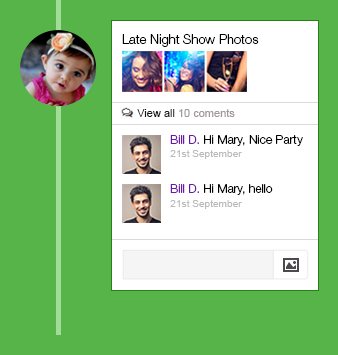 Late Night Show Photos
View all 10 coments
Bill D. Hi Mary, Nice Party
21st September
Bill D. Hi Mary, hello
21st September